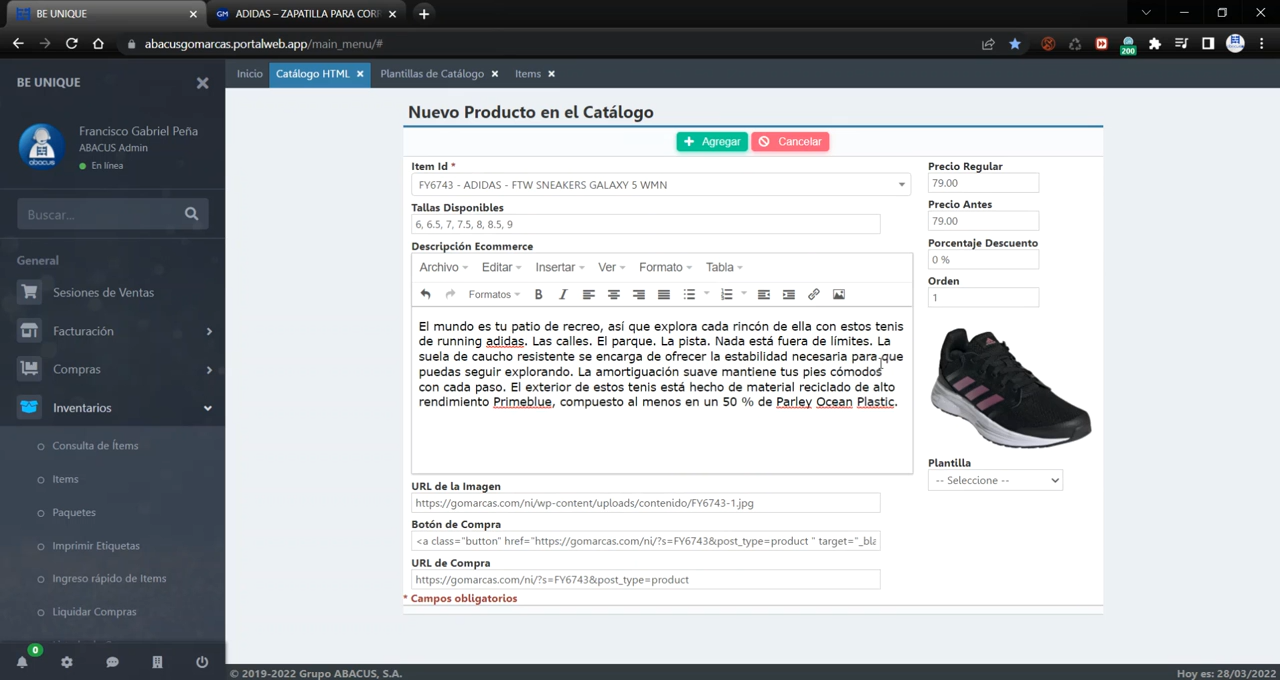 BE UNIQUE
GM ADIDAS – ZAPATILLA PARA CORR
abacusgomarcas.portalweb.app/main_menu/#
200
BE UNIQUE
Inicio
Catálogo HTML
Plantillas de Catálogo
Items
Francisco Gabriel Peña
ABACUS Admin
En línea
abacus
Buscar...
General
Sesiones de Ventas
Facturación
Compras
Inventarios
Consulta de Ítems
Items
Paquetes
Imprimir Etiquetas
Ingreso rápido de Items
Liquidar Compras
0
Nuevo Producto en el Catálogo
Agregar
Cancelar
Item Id *
FY6743 - ADIDAS - FTW SNEAKERS GALAXY 5 WMN
Tallas Disponibles
6, 6.5, 7, 7.5, 8, 8.5, 9
Descripción Ecommerce
Archivo Editar Insertar Ver Formato Tabla
Formatos B I
El mundo es tu patio de recreo, así que explora cada rincón de ella con estos tenis
de running adidas. Las calles. El parque. La pista. Nada está fuera de límites. La
suela de caucho resistente se encarga de ofrecer la estabilidad necesaria para que
puedas seguir explorando. La amortiguación suave mantiene tus pies cómodos
con cada paso. El exterior de estos tenis está hecho de material reciclado de alto
rendimiento Primeblue, compuesto al menos en un 50 % de Parley Ocean Plastic.
URL de la Imagen
https://gomarcas.com/ni/wp-content/uploads/contenido/FY6743-1.jpg
Botón de Compra
<a class="button" href="https://gomarcas.com/ni/?s=FY6743&post_type=product " target="_bla
URL de Compra
https://gomarcas.com/ni/?s=FY6743&post_type=product
* Campos obligatorios
Precio Regular
79.00
Precio Antes
79.00
Porcentaje Descuento
0 %
Orden
1
Plantilla
-- Seleccione --
© 2019-2022 Grupo ABACUS, S.A.
Hoy es: 28/03/2022